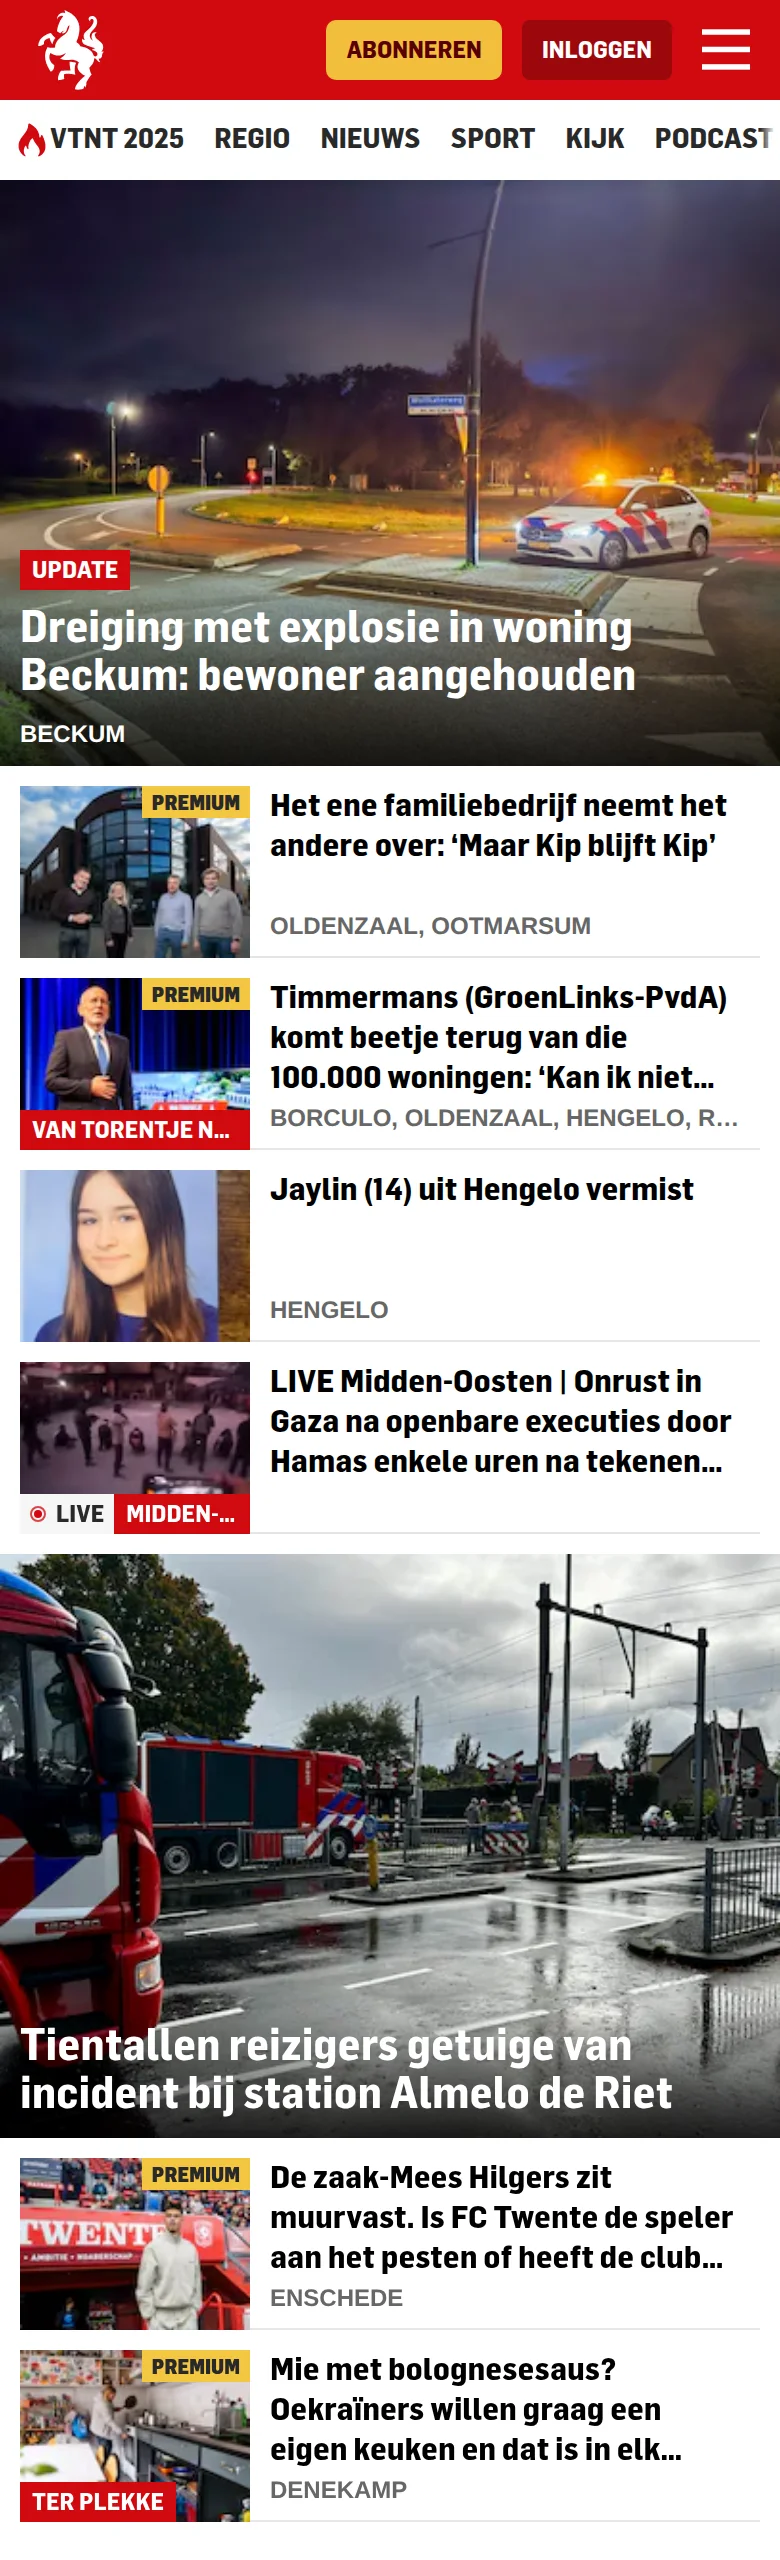 ABONNEREN
INLOGGEN
VTNT 2025
REGIO
NIEUWS
SPORT
KIJK
PODCAST
UPDATE
Dreiging met explosie in woning
Beckum: bewoner aangehouden
BECKUM
PREMIUM
Het ene familiebedrijf neemt het
andere over: ‘Maar Kip blijft Kip’
OLDENZAAL, OOTMARSUM
PREMIUM
VAN TORENTJE N...
Timmermans (GroenLinks-PvdA)
komt beetje terug van die
100.000 woningen: ‘Kan ik niet...
BORCULO, OLDENZAAL, HENGELO, R...
Jaylin (14) uit Hengelo vermist
HENGELO
LIVE
MIDDEN-...
LIVE Midden-Oosten | Onrust in
Gaza na openbare executies door
Hamas enkele uren na tekenen...
Tientallen reizigers getuige van
incident bij station Almelo de Riet
PREMIUM
TWENTE
De zaak-Mees Hilgers zit
muurvast. Is FC Twente de speler
aan het pesten of heeft de club...
ENSCHEDE
PREMIUM
TER PLEKKE
Mie met bolognesesaus?
Oekraïners willen graag een
eigen keuken en dat is in elk...
DENEKAMP